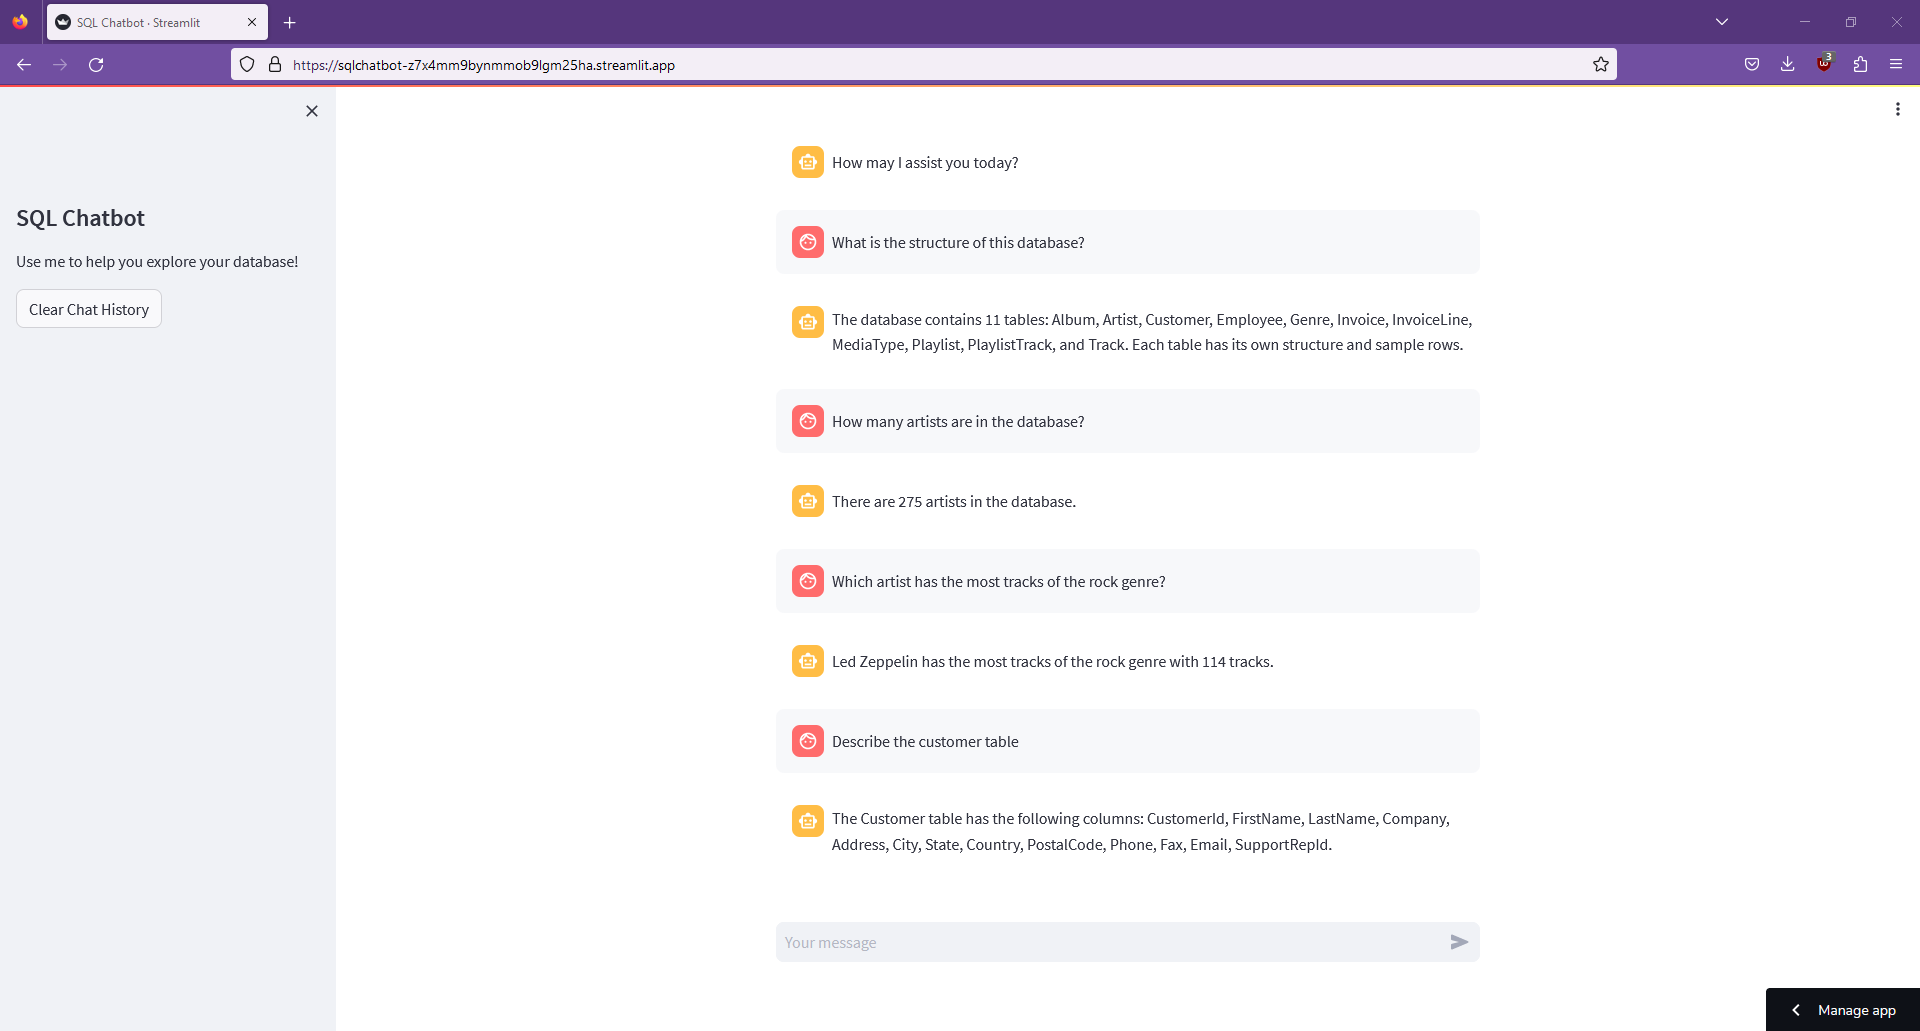 SQL Chatbot · Streamlit
https://sqlchatbot-z7x4mm9bynmmob9lgm25ha.streamlit.app
3
SQL Chatbot
Use me to help you explore your database!
Clear Chat History
How may I assist you today?
What is the structure of this database?
The database contains 11 tables: Album, Artist, Customer, Employee, Genre, Invoice, InvoiceLine,
MediaType, Playlist, PlaylistTrack, and Track. Each table has its own structure and sample rows.
How many artists are in the database?
There are 275 artists in the database.
Which artist has the most tracks of the rock genre?
Led Zeppelin has the most tracks of the rock genre with 114 tracks.
Describe the customer table
The Customer table has the following columns: CustomerId, FirstName, LastName, Company,
Address, City, State, Country, PostalCode, Phone, Fax, Email, SupportRepId.
Your message
Manage app